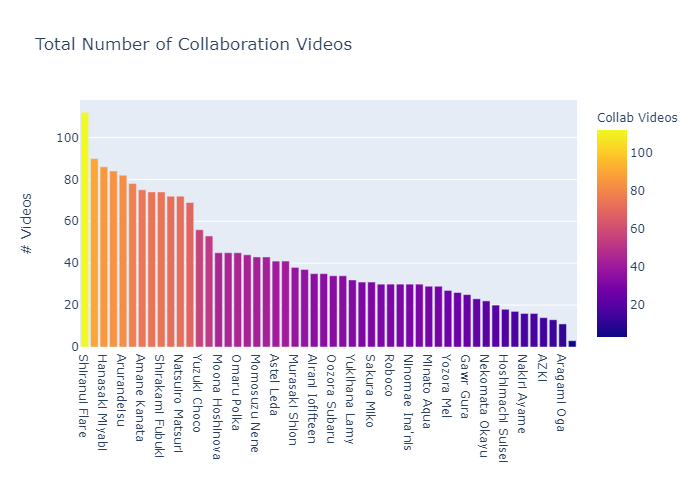 Total Number of Collaboration Videos
Collab Videos
# Videos
100
80
60
40
20
0
100
80
60
40
20
Shiranui Flare
Hanasaki Miyabi
Arurandeisu
Amane Kanata
Shirakami Fubuki
Natsuiro Matsuri
Yuzuki Choco
Moona Hoshinova
Omaru Polka
Momosuzu Nene
Astel Leda
Murasaki Shion
Airani Iofifteen
Oozora Subaru
Yukihana Lamy
Sakura Miko
Roboco
Ninomae Ina'nis
Minato Aqua
Yozora Mel
Gawr Gura
Nekomata Okayu
Hoshimachi Suisei
Nakiri Ayame
AZKi
Aragami Oga